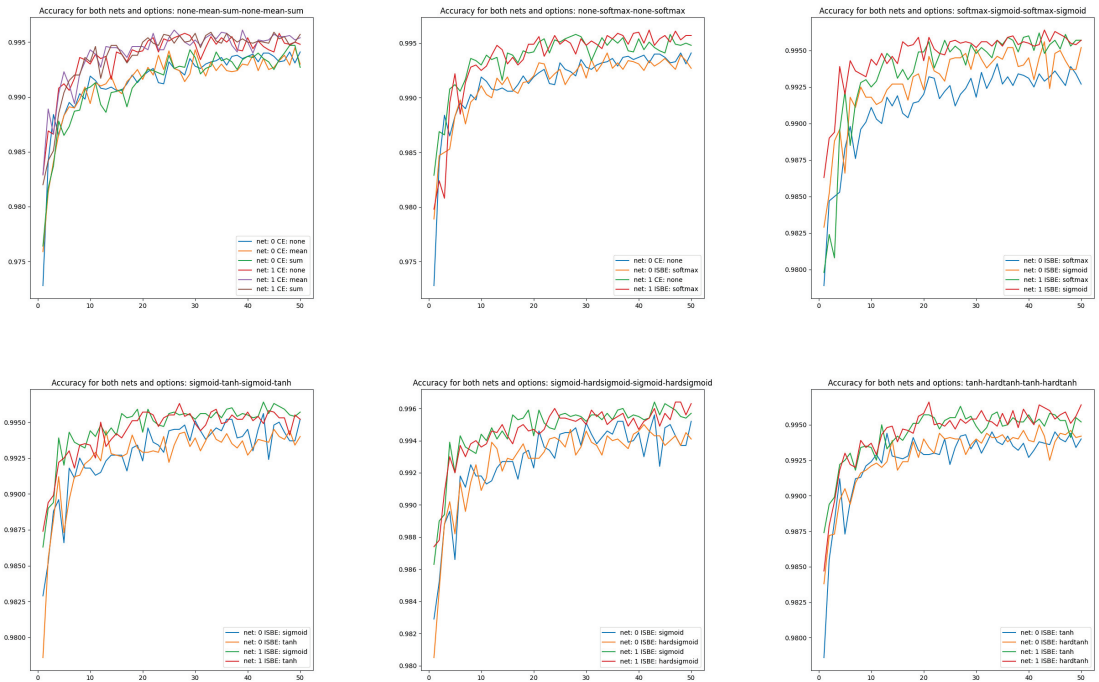 Accuracy for both nets and options: none-mean-sum-none-mean-sum
0.995
0.990
0.985
0.980
0.975
net: 0 CE: none
net: 0 CE: mean
net: 0 CE: sum
net: 1 CE: none
net: 1 CE: mean
net: 1 CE: sum
0 10 20 30 40 50
Accuracy for both nets and options: none-softmax-none-softmax
0.995
0.990
0.985
0.980
0.975
net: 0 CE: none
net: 0 ISBE: softmax
net: 1 CE: none
net: 1 ISBE: softmax
0 10 20 30 40 50
Accuracy for both nets and options: softmax-sigmoid-softmax-sigmoid
0.9950
0.9925
0.9900
0.9875
0.9850
0.9825
0.9800
net: 0 ISBE: softmax
net: 0 ISBE: sigmoid
net: 1 ISBE: softmax
net: 1 ISBE: sigmoid
0 10 20 30 40 50
Accuracy for both nets and options: sigmoid-tanh-sigmoid-tanh
0.9950
0.9925
0.9900
0.9875
0.9850
0.9825
0.9800
net: 0 ISBE: sigmoid
net: 0 ISBE: tanh
net: 1 ISBE: sigmoid
net: 1 ISBE: tanh
0 10 20 30 40 50
Accuracy for both nets and options: sigmoid-hardsigmoid-sigmoid-hardsigmoid
0.996
0.994
0.992
0.990
0.988
0.986
0.984
0.982
0.980
net: 0 ISBE: sigmoid
net: 0 ISBE: hardsigmoid
net: 1 ISBE: sigmoid
net: 1 ISBE: hardsigmoid
0 10 20 30 40 50
Accuracy for both nets and options: tanh-hardtanh-tanh-hardtanh
0.9950
0.9925
0.9900
0.9875
0.9850
0.9825
0.9800
net: 0 ISBE: tanh
net: 0 ISBE: hardtanh
net: 1 ISBE: tanh
net: 1 ISBE: hardtanh
0 10 20 30 40 50